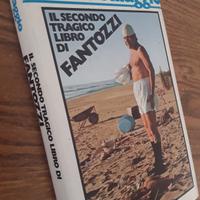 IL SECONDO
TRAGICO
LIBRO
DI
FANTOZZI
IL SECONDO TRAGICO LIBRO DI
FANTOZZI